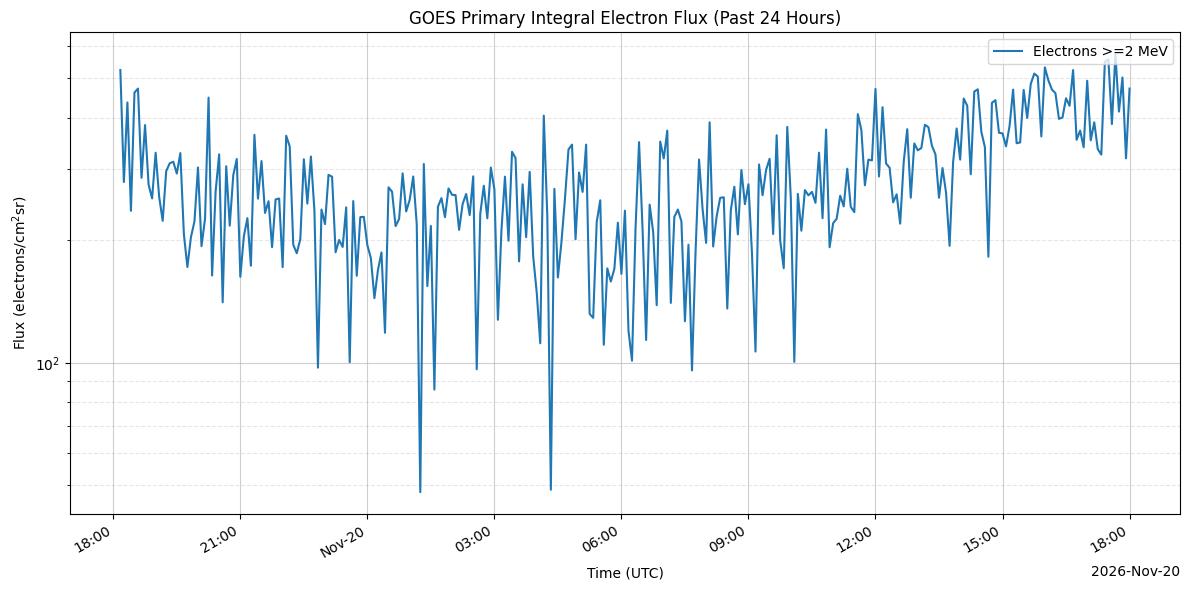 GOES Primary Integral Electron Flux (Past 24 Hours)
Electrons >=2 MeV
Flux (electrons/cm²sr)
10²
18:00
21:00
Nov-20
03:00
06:00
09:00
12:00
15:00
18:00
Time (UTC)
2026-Nov-20